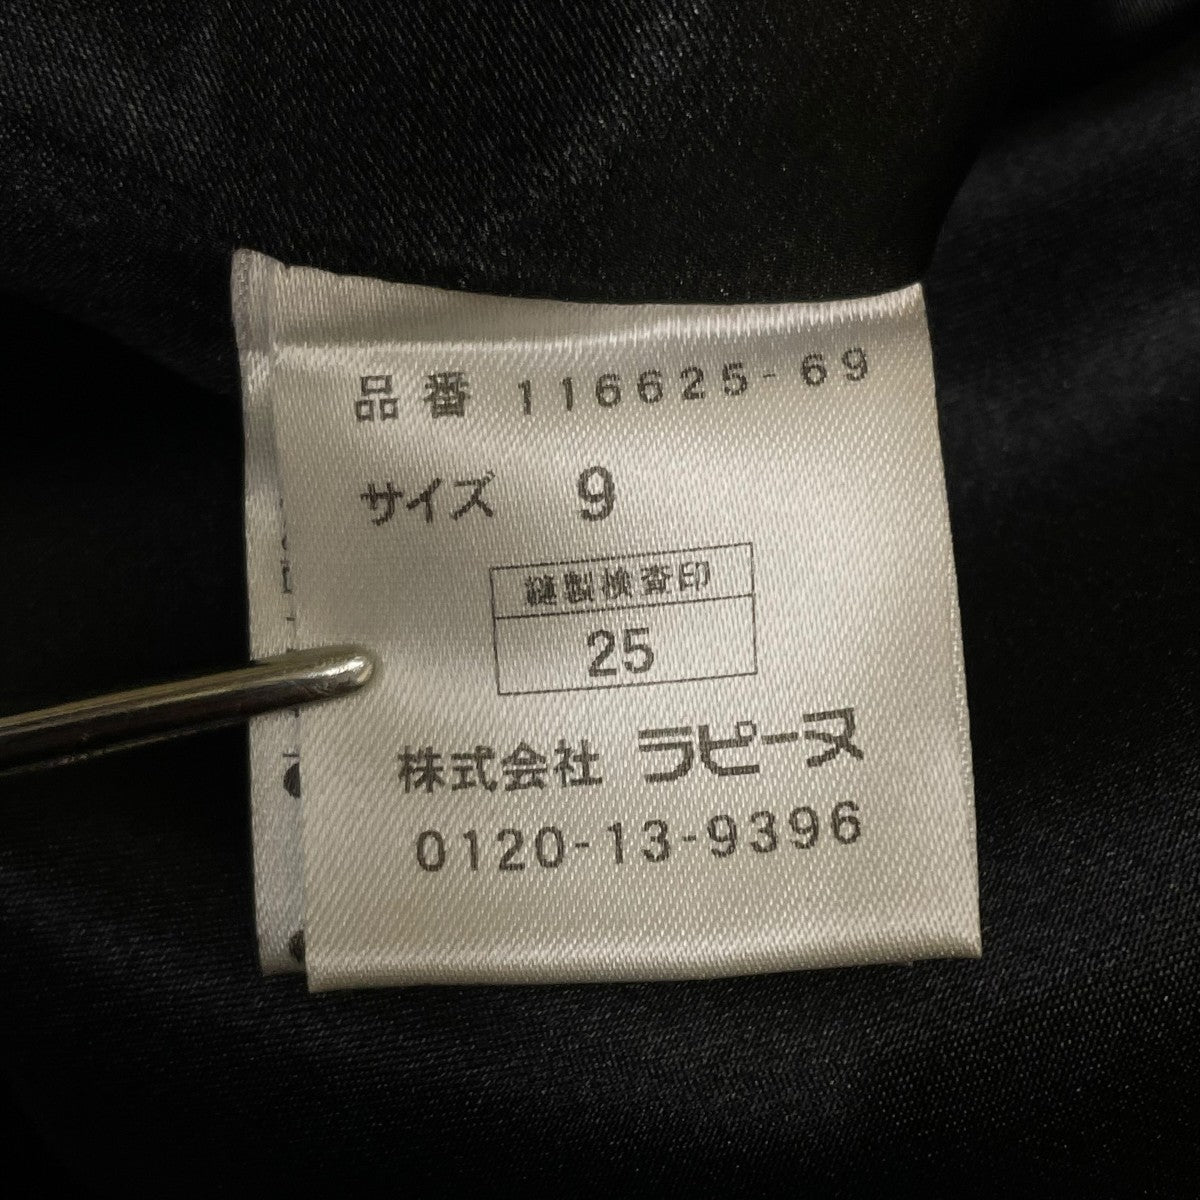 品番 116625-69
サイズ 9
縫製検査印
25
株式会社 ラピーヌ
0120-13-9396